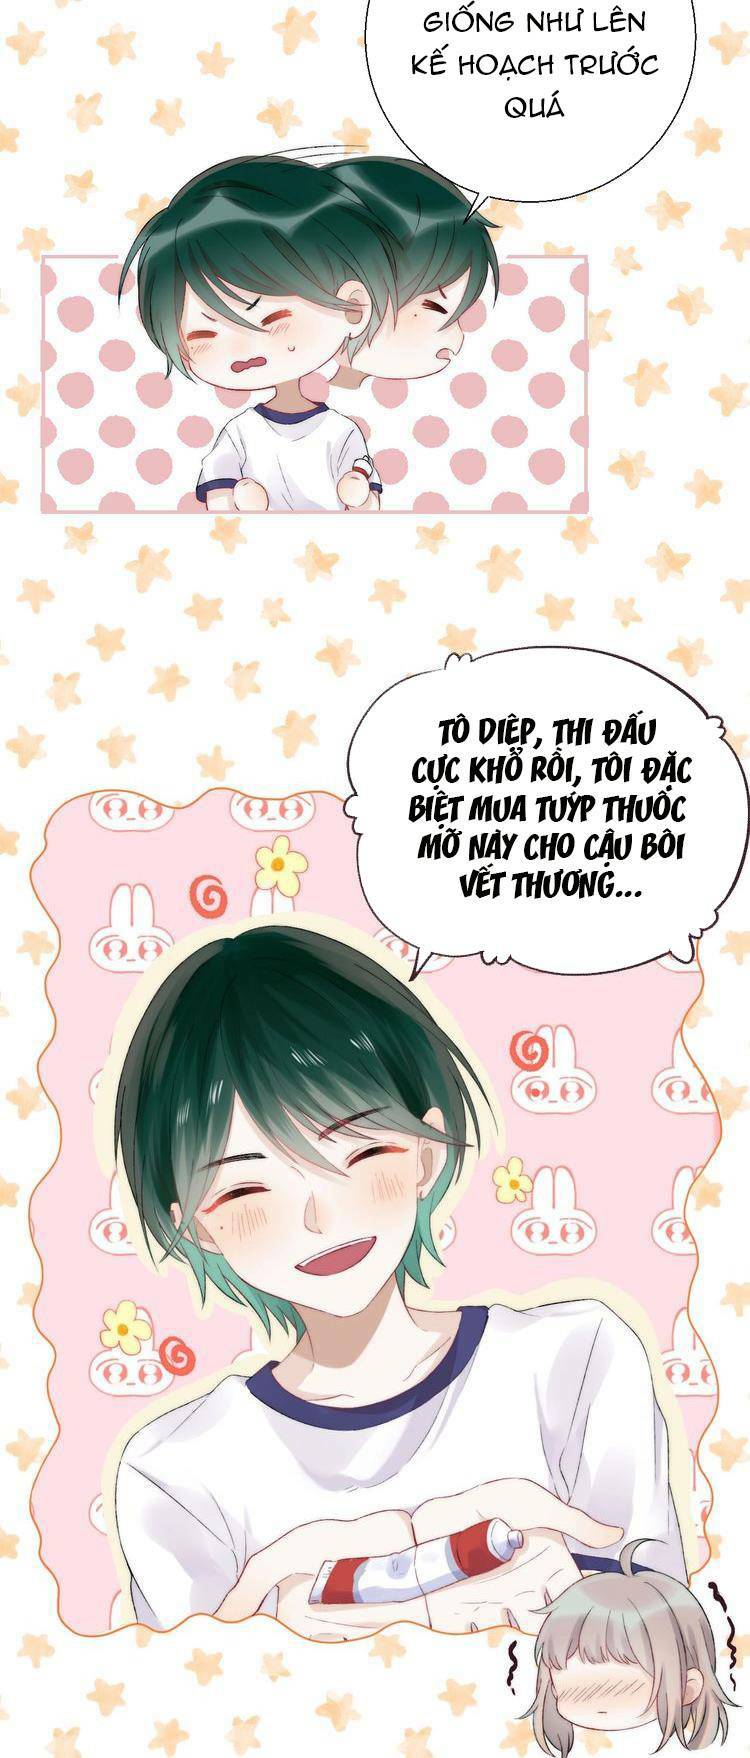 GIỐNG NHƯ LÊN
KẾ HOẠCH TRƯỚC
QUÁ
TÔ DIỆP, THI ĐẤU
CỰC KHỔ RỒI, TÔI ĐẶC
BIỆT MUA TUÝP THUỐC
MỠ NÀY CHO CẬU BÔI
VẾT THƯƠNG...